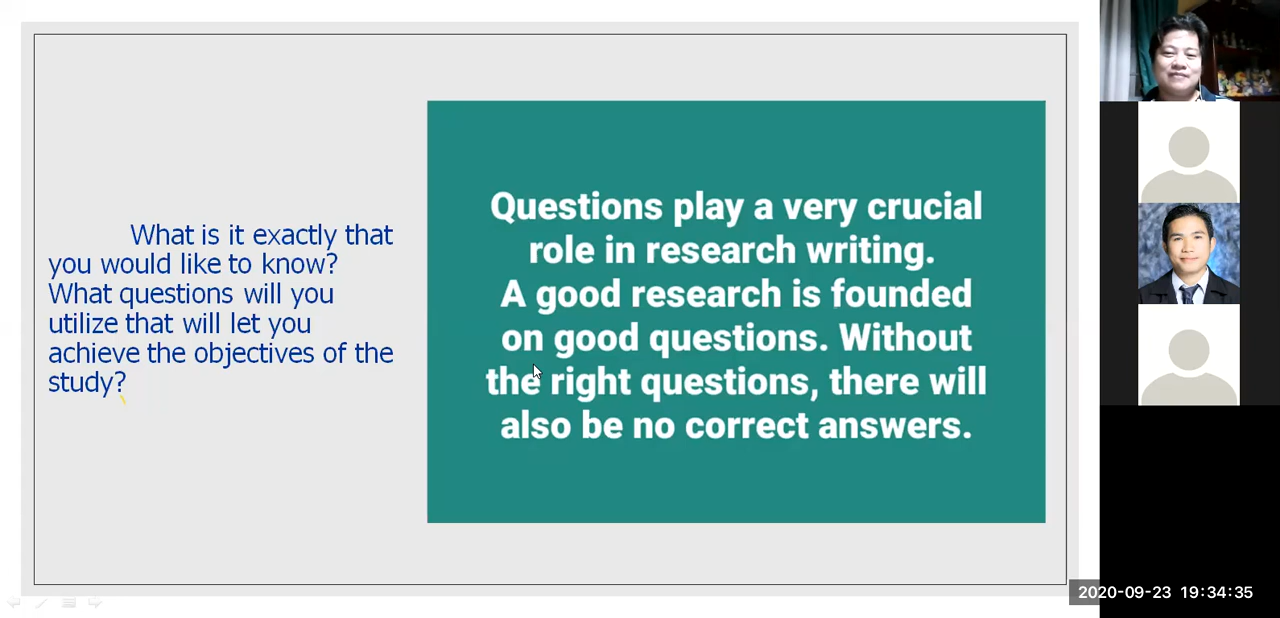 What is it exactly that
you would like to know?
What questions will you
utilize that will let you
achieve the objectives of the
study?
Questions play a very crucial
role in research writing.
A good research is founded
on good questions. Without
the right questions, there will
also be no correct answers.
2020-09-23 19:34:35